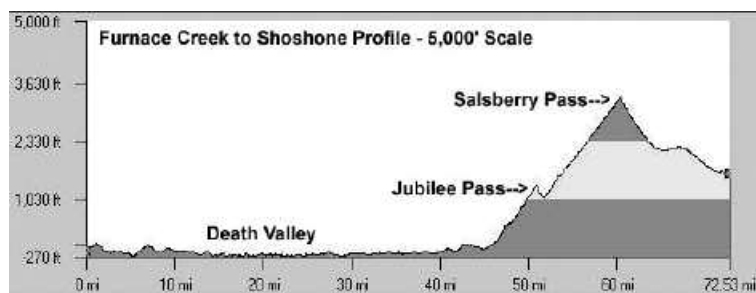 5,000 ft
Furnace Creek to Shoshone Profile - 5,000' Scale
3,630 ft
Salsberry Pass-->
2,330 ft
Jubilee Pass-->
1,030 ft
Death Valley
-270 ft
0 mi 10 mi 20 mi 30 mi 40 mi 50 mi 60 mi 72.53 mi